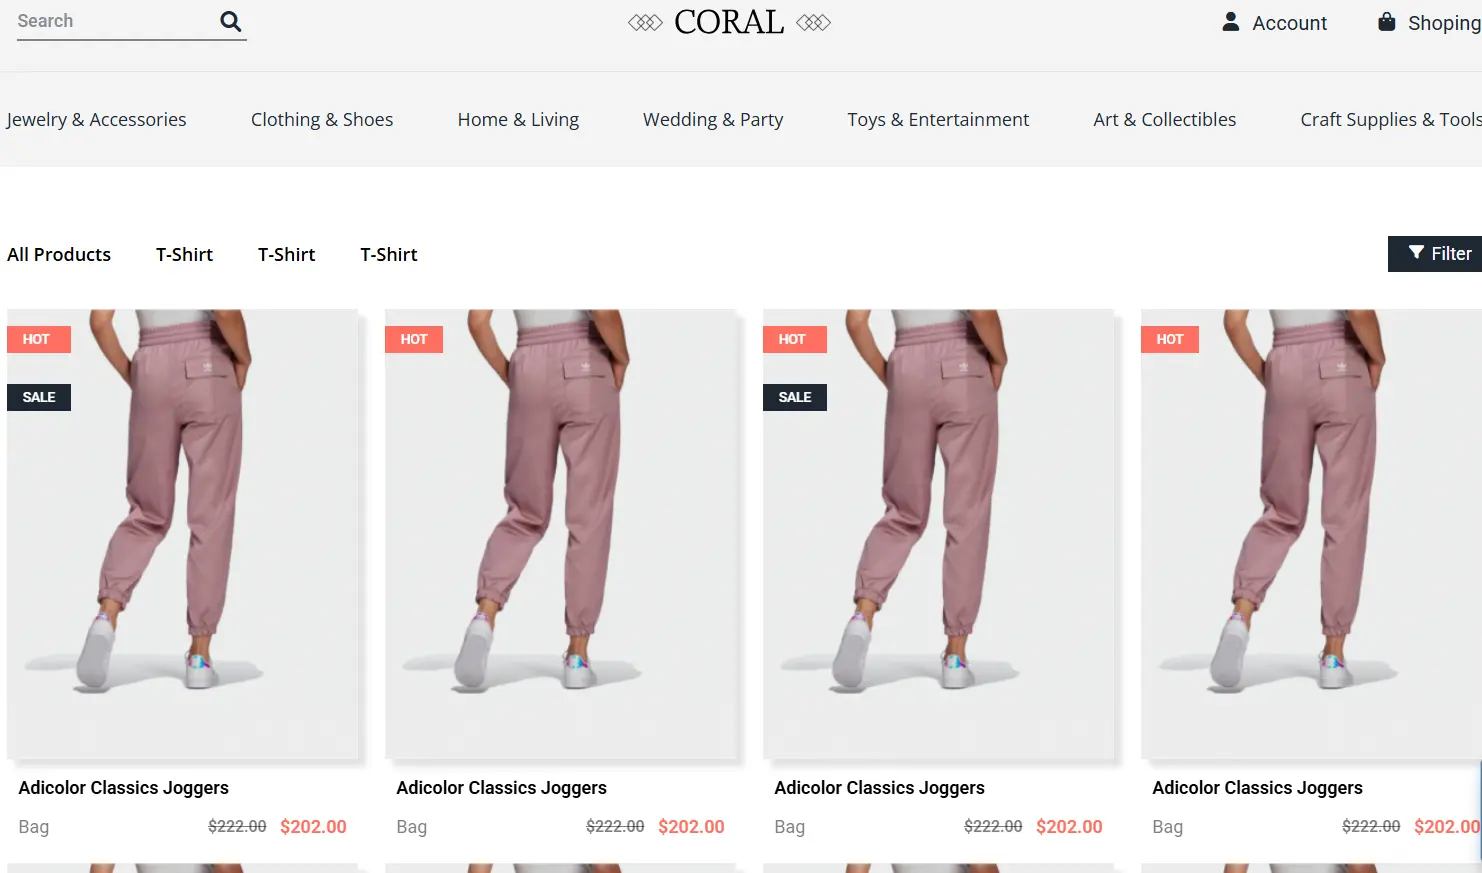 Search
CORAL
Account
Shoping
Jewelry & Accessories
Clothing & Shoes
Home & Living
Wedding & Party
Toys & Entertainment
Art & Collectibles
Craft Supplies & Tools
All Products
T-Shirt
T-Shirt
T-Shirt
Filter
HOT
SALE
HOT
HOT
SALE
HOT
Adicolor Classics Joggers
Bag
$222.00 $202.00
Adicolor Classics Joggers
Bag
$222.00 $202.00
Adicolor Classics Joggers
Bag
$222.00 $202.00
Adicolor Classics Joggers
Bag
$222.00 $202.00